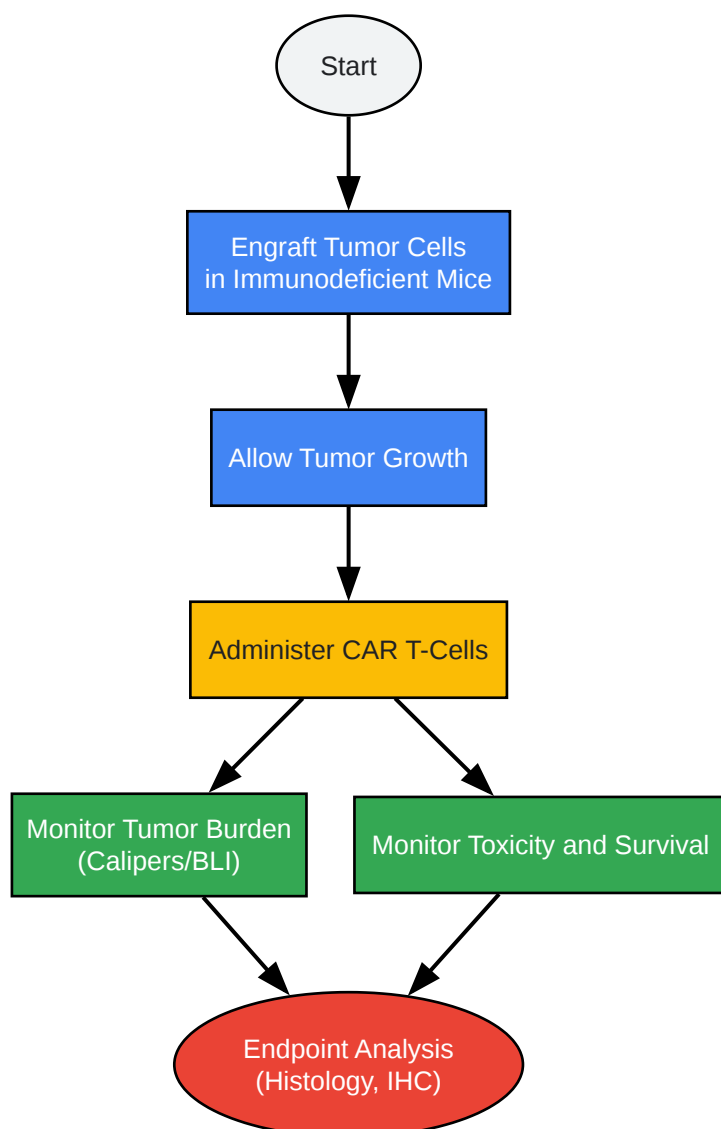 Start
Engraft Tumor Cells
in Immunodeficient Mice
Allow Tumor Growth
Administer CAR T-Cells
Monitor Tumor Burden
(Calipers/BLI)
Monitor Toxicity and Survival
Endpoint Analysis
(Histology, IHC)